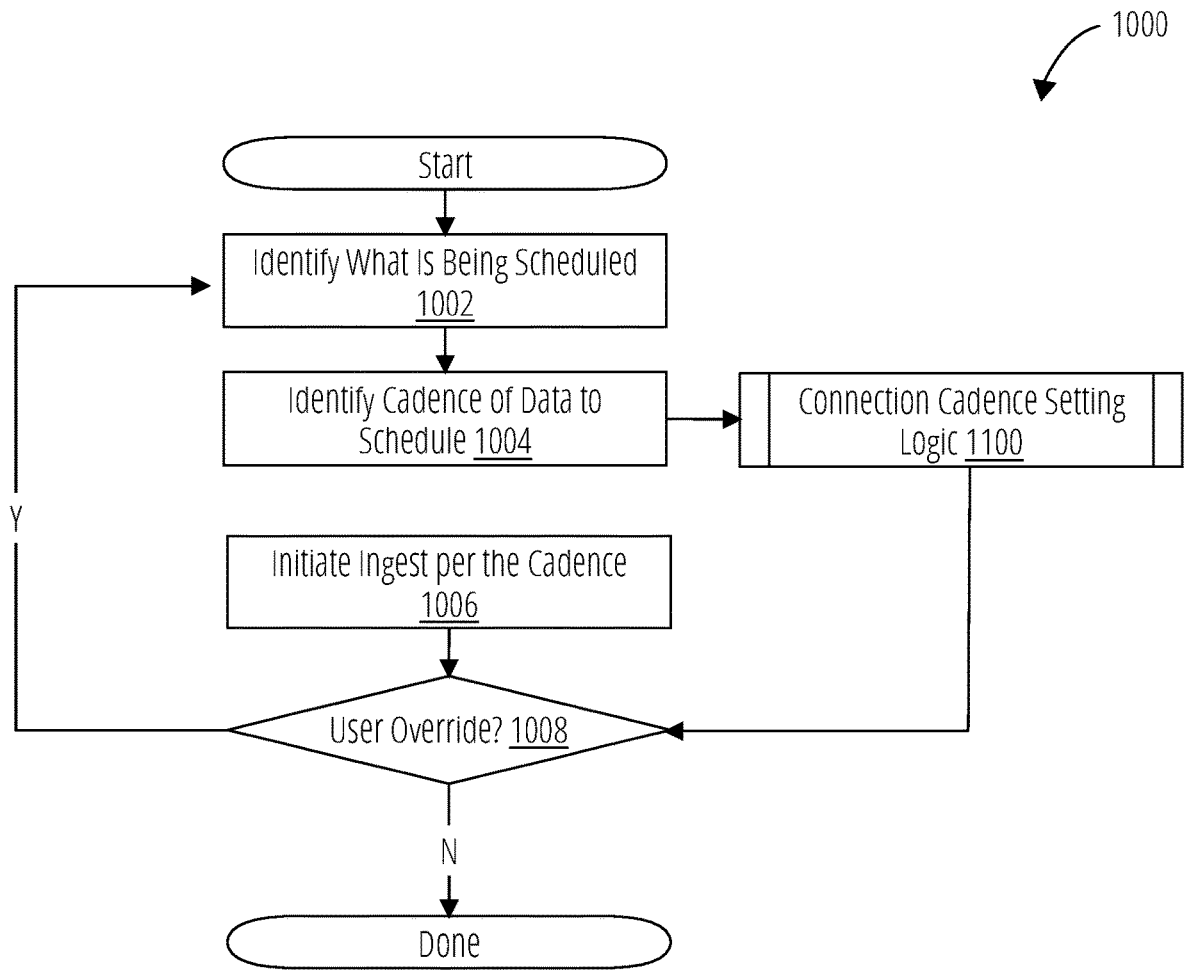 1000
Start
Identify What Is Being Scheduled
1002
Identify Cadence of Data to
Schedule 1004
Connection Cadence Setting
Logic 1100
Y
Initiate Ingest per the Cadence
1006
User Override? 1008
N
Done